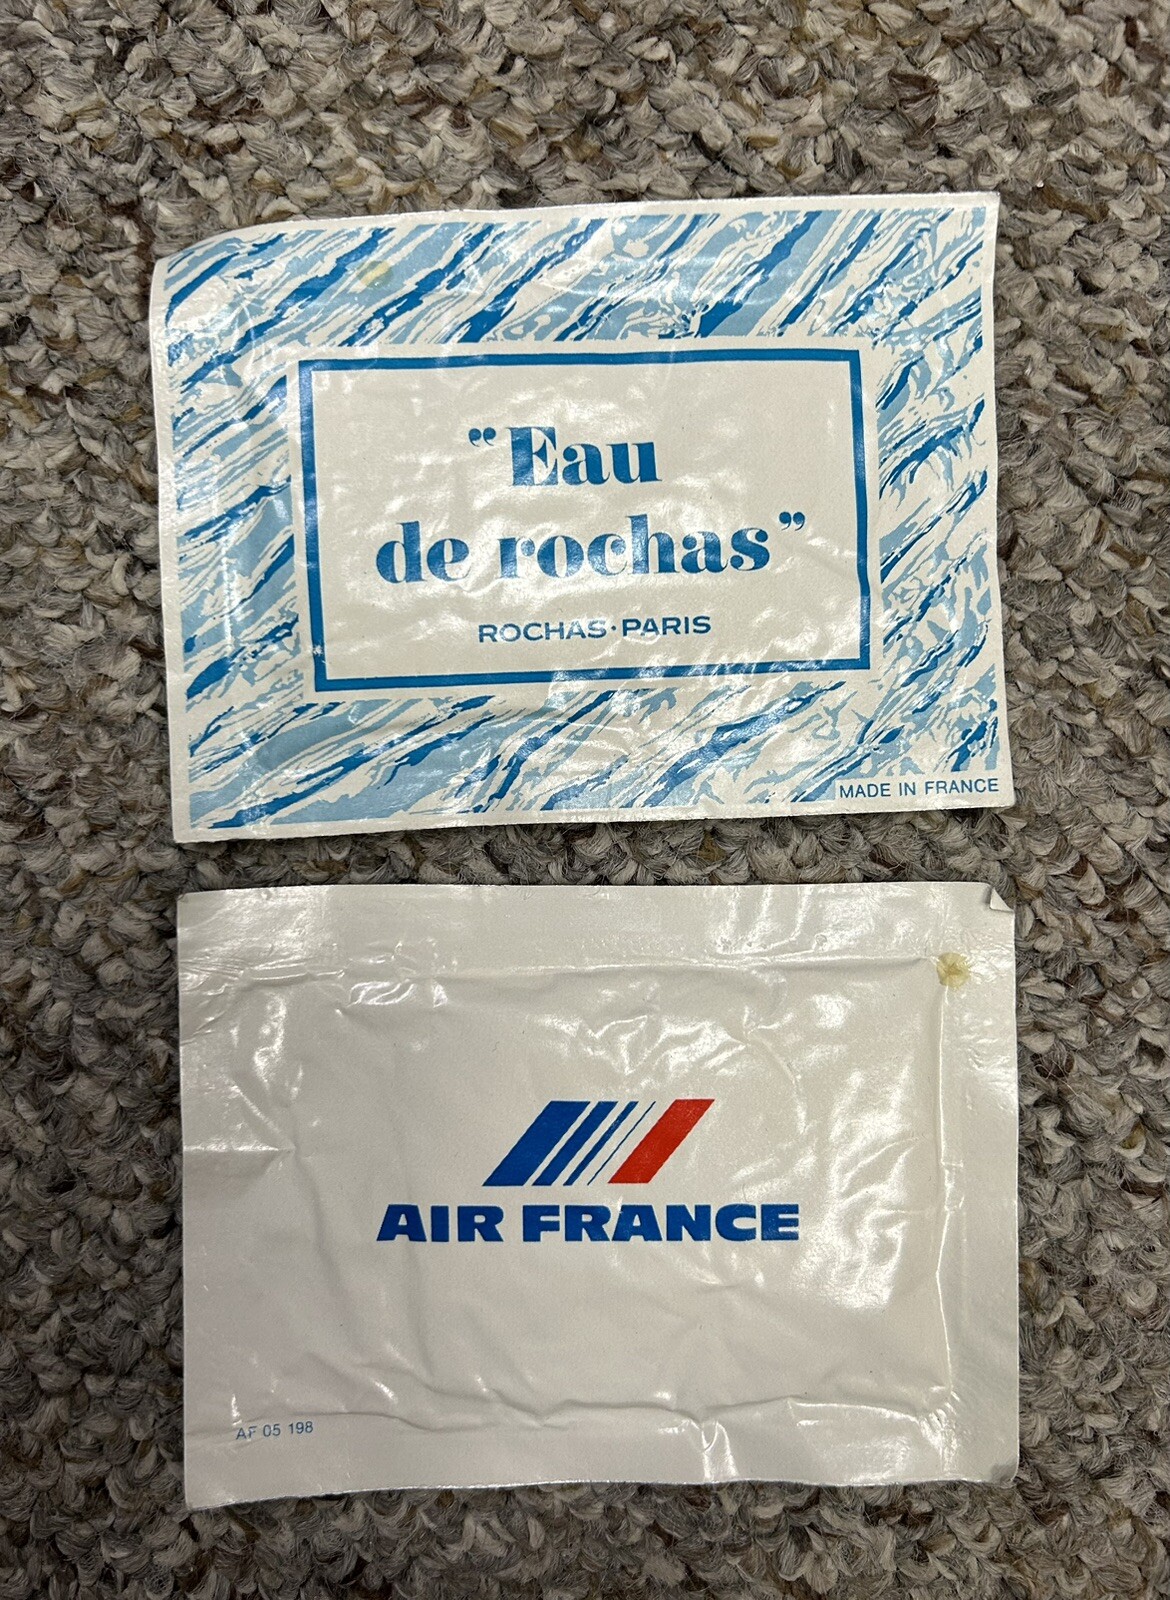 “Eau
de rochas”
ROCHAS·PARIS
MADE IN FRANCE
AIR FRANCE
AF 05 198